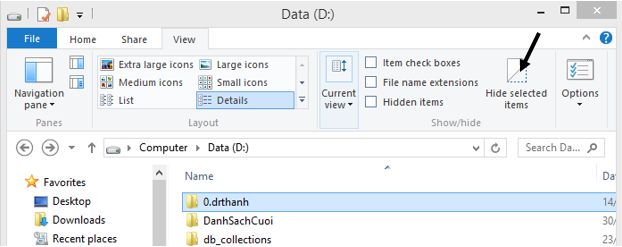 Data (D:)
File Home Share View
Navigation pane
Panes
Extra large icons Large icons
Medium icons Small icons
List Details
Layout
Current view
Item check boxes
File name extensions
Hidden items
Hide selected items
Show/hide
Options
Computer Data (D:)
Search Da...
Favorites
Desktop
Downloads
Recent places
Name
0.drthanh 14/
DanhSachCuoi 30/
db_collections 23/